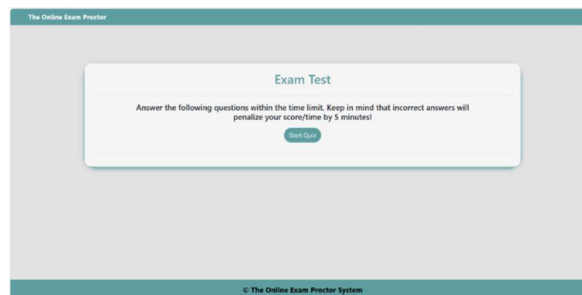 The Online Exam Proctor
Exam Test
Answer the following questions within the time limit. Keep in mind that incorrect answers will
penalize your score/time by 5 minutes!
Start Quiz
© The Online Exam Proctor System